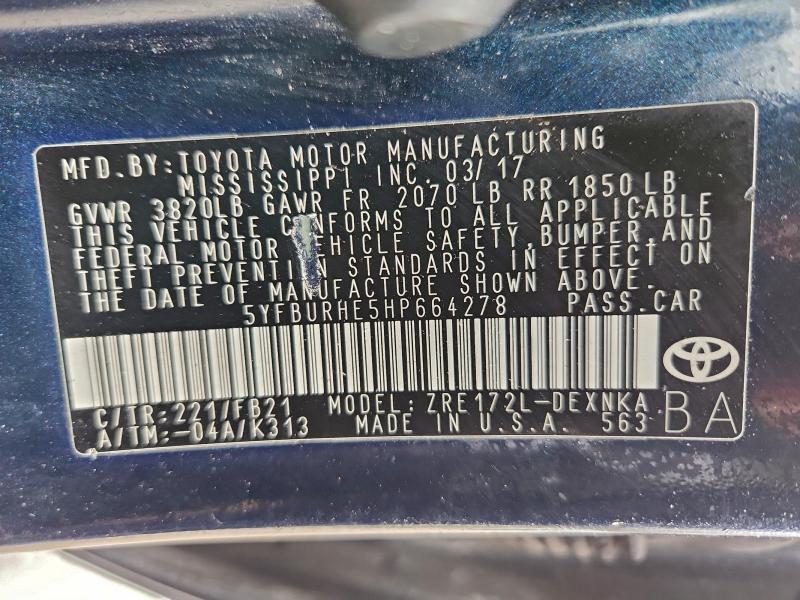 MFD.BY:TOYOTA MOTOR MANUFACTURING
MISSISSIPPI INC. 03/17
GVWR 3820LB GAWR FR 2070 LB RR 1850LB
THIS VEHICLE CONFORMS TO ALL APPLICABLE
FEDERAL MOTOR VEHICLE SAFETY,BUMPER,AND
THEFT PREVENTION STANDARDS IN EFFECT ON
THE DATE OF MANUFACTURE SHOWN ABOVE.
5YFBURHE5HP664278 PASS.CAR
C/TR:221/FB21 MODEL: ZRE172L-DEXNKA
A/TM:-04A/K313 MADE IN U.S.A. 563 BA